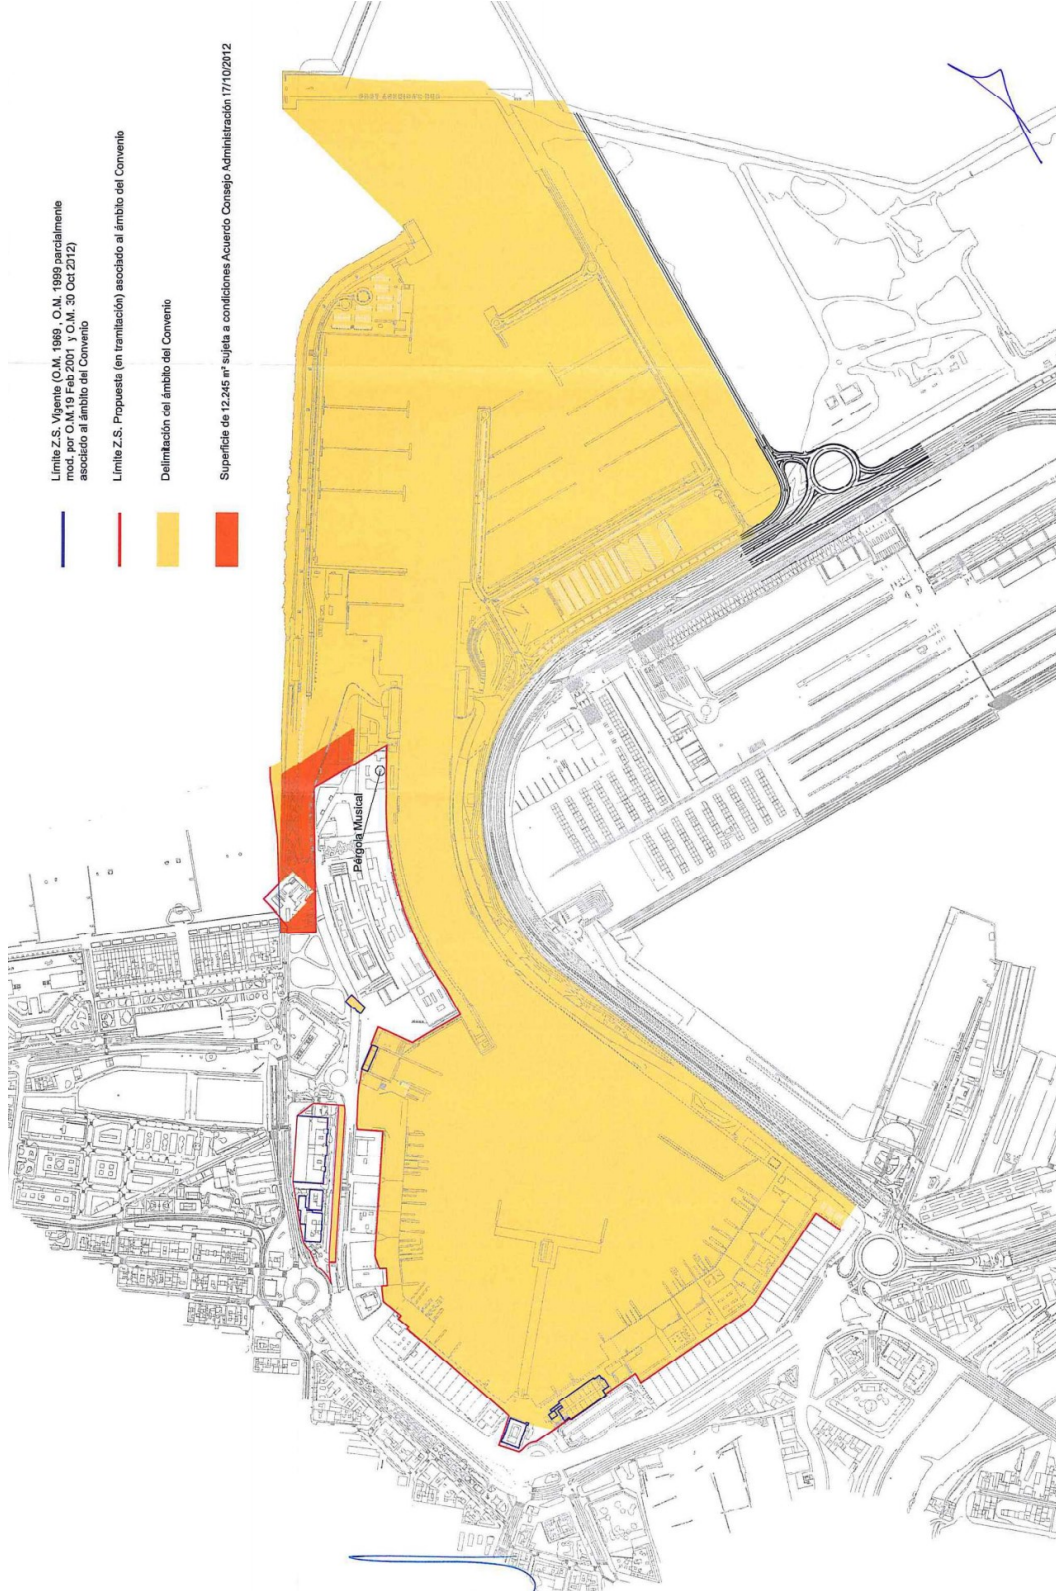 Límite Z.S. Vigente (O.M. 1969 , O.M. 1999 parcialmente
mod. por O.M.19 Feb 2001 y O.M. 30 Oct 2012)
asociado al ámbito del Convenio
Límite Z.S. Propuesta (en tramitación) asociado al ámbito del Convenio
Delimitación del ámbito del Convenio
Superficie de 12.245 m² sujeta a condiciones Acuerdo Consejo Administración 17/10/2012
Pérgola Musical